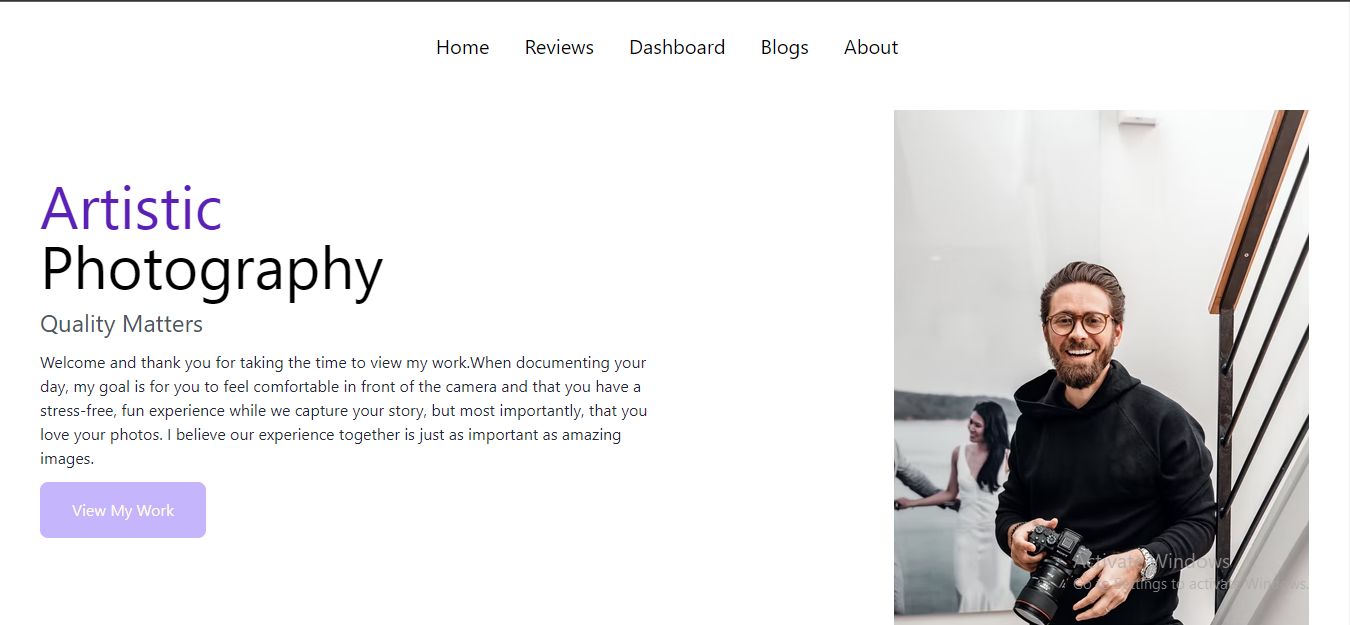 Home Reviews Dashboard Blogs About
Artistic
Photography
Quality Matters
Welcome and thank you for taking the time to view my work.When documenting your
day, my goal is for you to feel comfortable in front of the camera and that you have a
stress-free, fun experience while we capture your story, but most importantly, that you
love your photos. I believe our experience together is just as important as amazing
images.
View My Work
Activate Windows
Go to Settings to activate Windows.